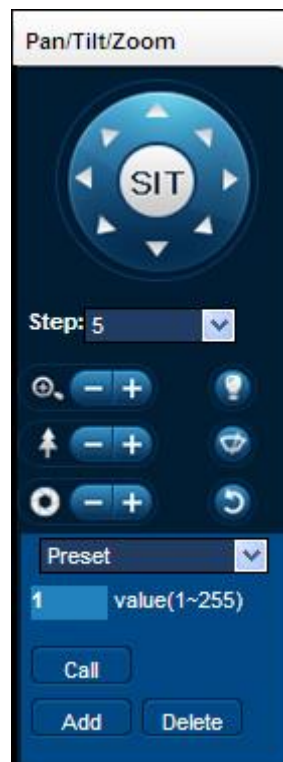 Pan/Tilt/Zoom
SIT
Step: 5
- +
- +
- +
Preset
1 value(1~255)
Call
Add Delete